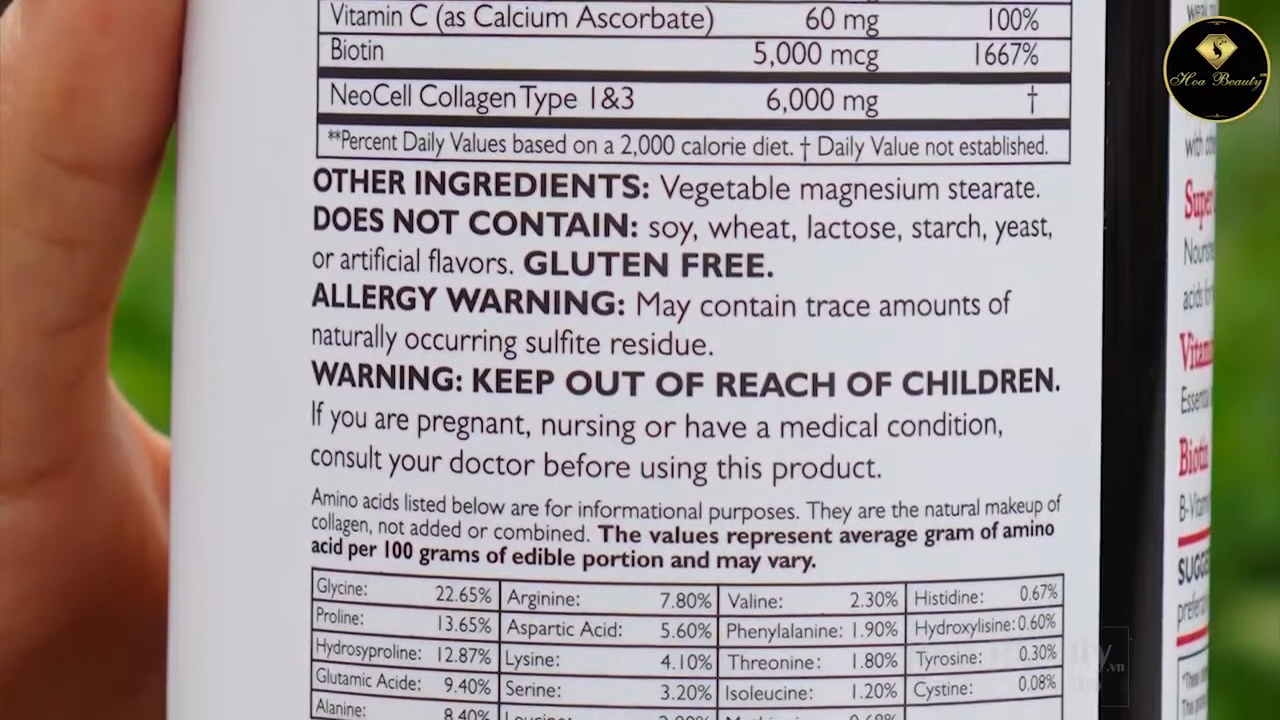 Vitamin C (as Calcium Ascorbate) 60 mg 100%
Biotin 5,000 mcg 1667%
NeoCell Collagen Type 1&3 6,000 mg †
**Percent Daily Values based on a 2,000 calorie diet. † Daily Value not established.
OTHER INGREDIENTS: Vegetable magnesium stearate.
DOES NOT CONTAIN: soy, wheat, lactose, starch, yeast,
or artificial flavors. GLUTEN FREE.
ALLERGY WARNING: May contain trace amounts of
naturally occurring sulfite residue.
WARNING: KEEP OUT OF REACH OF CHILDREN.
If you are pregnant, nursing or have a medical condition,
consult your doctor before using this product.
Amino acids listed below are for informational purposes. They are the natural makeup of
collagen, not added or combined. The values represent average gram of amino
acid per 100 grams of edible portion and may vary.
Glycine: 22.65% Arginine: 7.80% Valine: 2.30% Histidine: 0.67%
Proline: 13.65% Aspartic Acid: 5.60% Phenylalanine: 1.90% Hydroxylisine: 0.60%
Hydroxyproline: 12.87% Lysine: 4.10% Threonine: 1.80% Tyrosine: 0.30%
Glutamic Acid: 9.40% Serine: 3.20% Isoleucine: 1.20% Cystine: 0.08%
Alanine: 8.40%
Hoa Beauty
with
Super
acids
Biotin
.vn